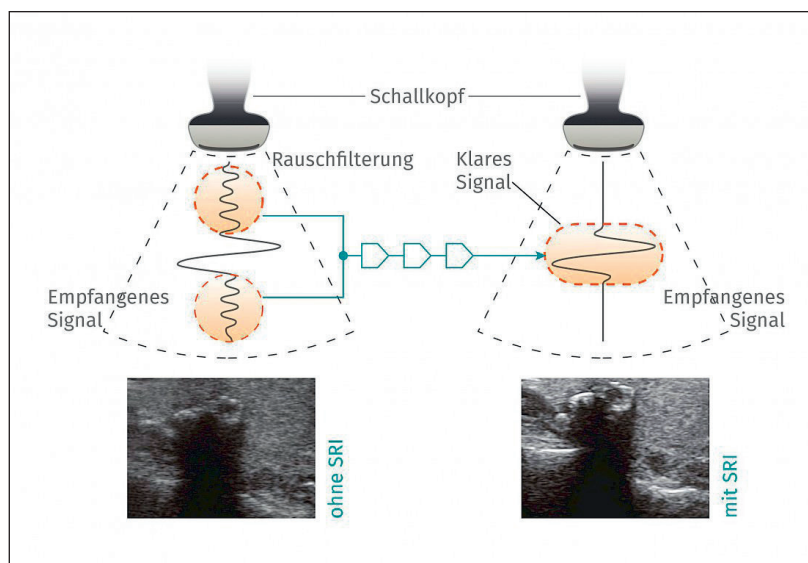 Schallkopf
Rauschfilterung
Klares
Signal
Empfangenes
Signal
Empfangenes
Signal
ohne SRI
mit SRI